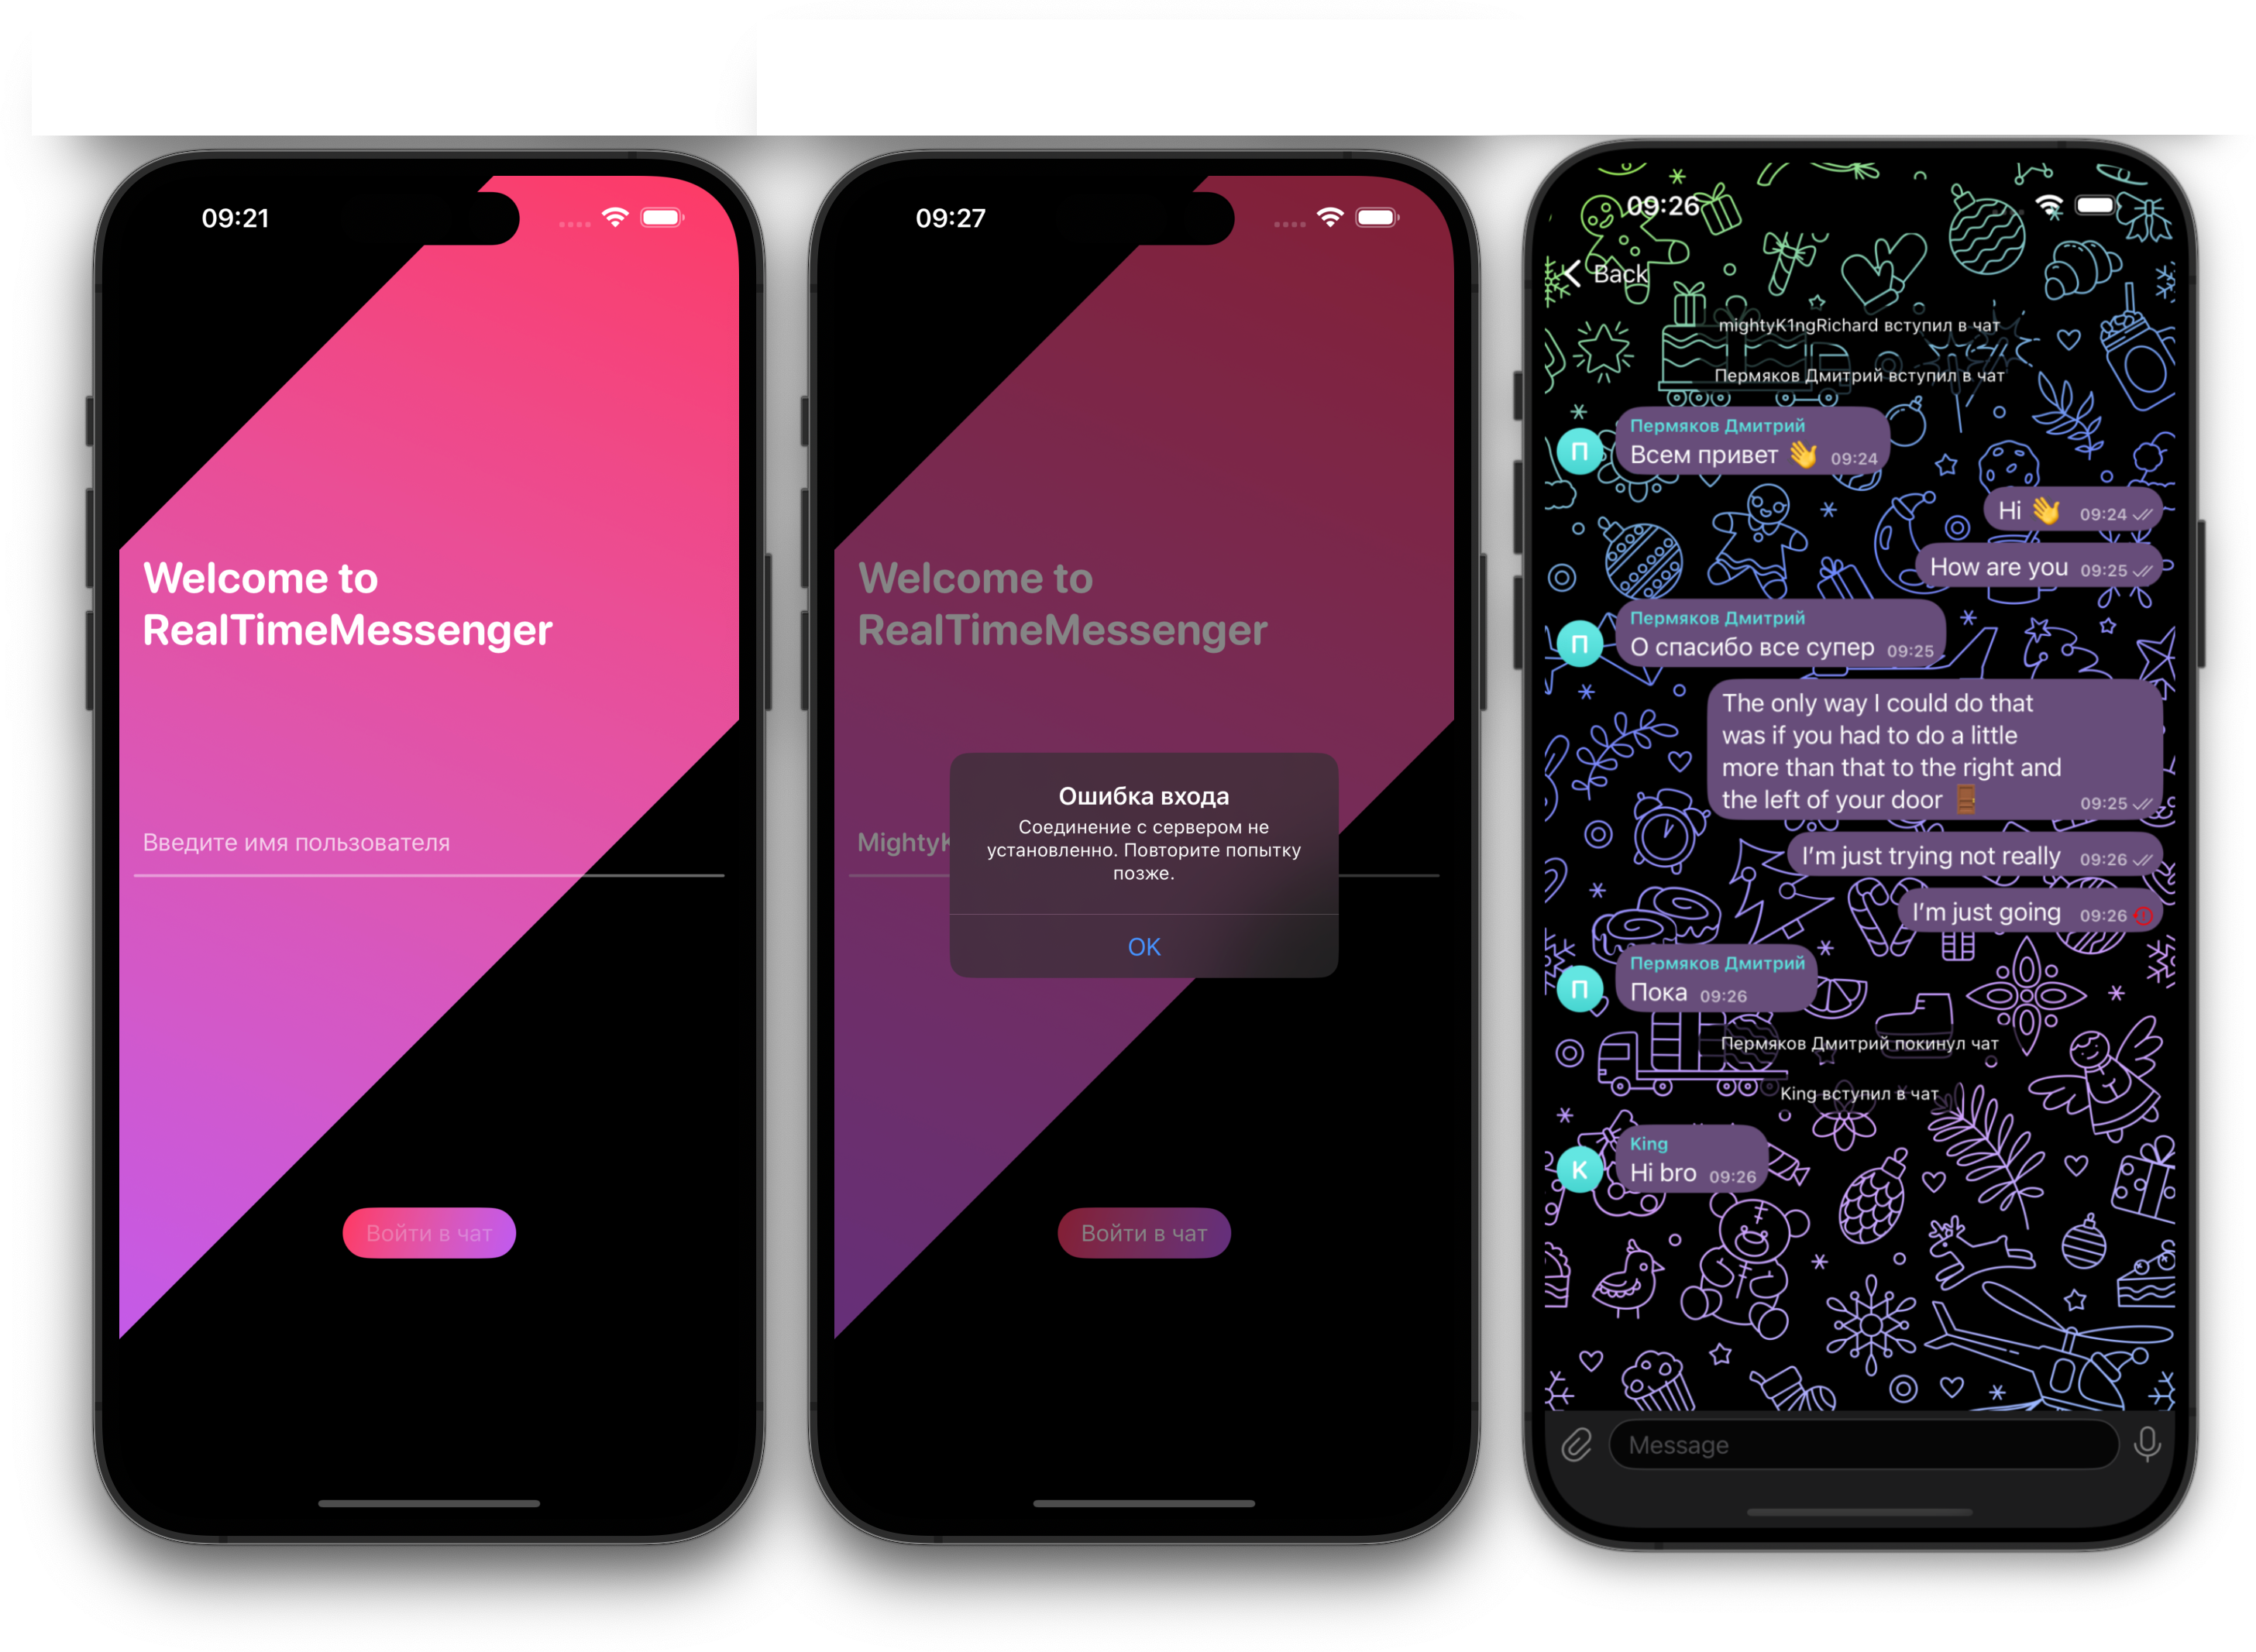 09:21
Welcome to
RealTimeMessenger
Введите имя пользователя
Войти в чат
09:27
Welcome to
RealTimeMessenger
Ошибка входа
Соединение с сервером не
установленно. Повторите попытку
позже.
OK
Войти в чат
09:26
Back
mightyK1ngRichard вступил в чат
Пермяков Дмитрий вступил в чат
П
Пермяков Дмитрий
Всем привет 👋 09:24
Hi 👋 09:24
How are you 09:25
П
Пермяков Дмитрий
О спасибо все супер 09:25
The only way I could do that
was if you had to do a little
more than that to the right and
the left of your door 🚪 09:25
I'm just trying not really 09:26
I'm just going 09:26
П
Пермяков Дмитрий
Пока 09:26
Пермяков Дмитрий покинул чат
King вступил в чат
K
King
Hi bro 09:26
Message